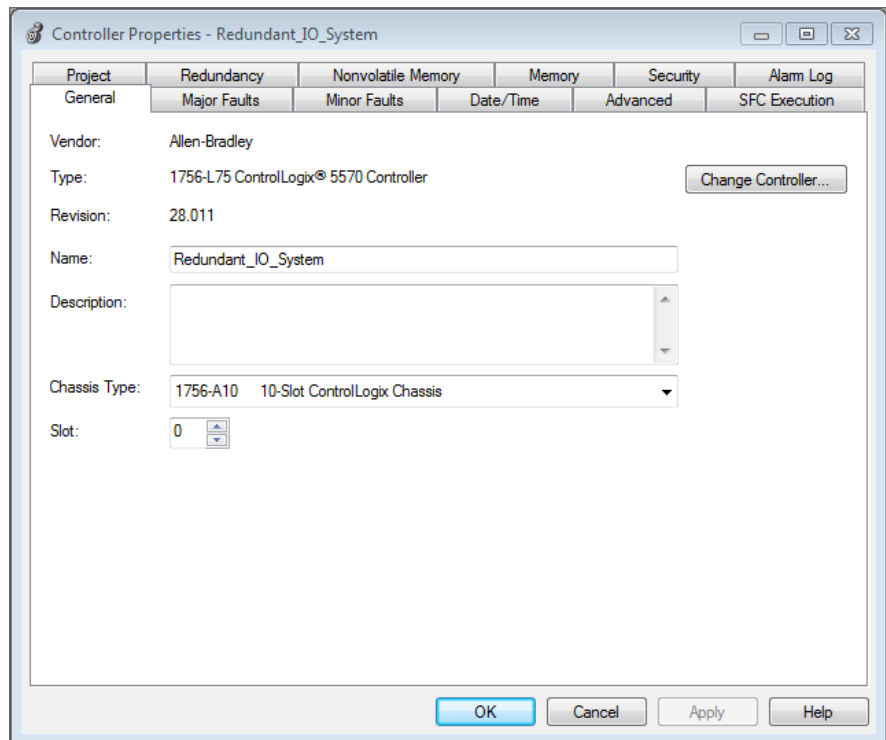 Controller Properties - Redundant_IO_System
Project Redundancy Nonvolatile Memory Memory Security Alarm Log
General Major Faults Minor Faults Date/Time Advanced SFC Execution
Vendor: Allen-Bradley
Type: 1756-L75 ControlLogix® 5570 Controller Change Controller...
Revision: 28.011
Name: Redundant_IO_System
Description:
Chassis Type: 1756-A10 10-Slot ControlLogix Chassis
Slot: 0
OK Cancel Apply Help